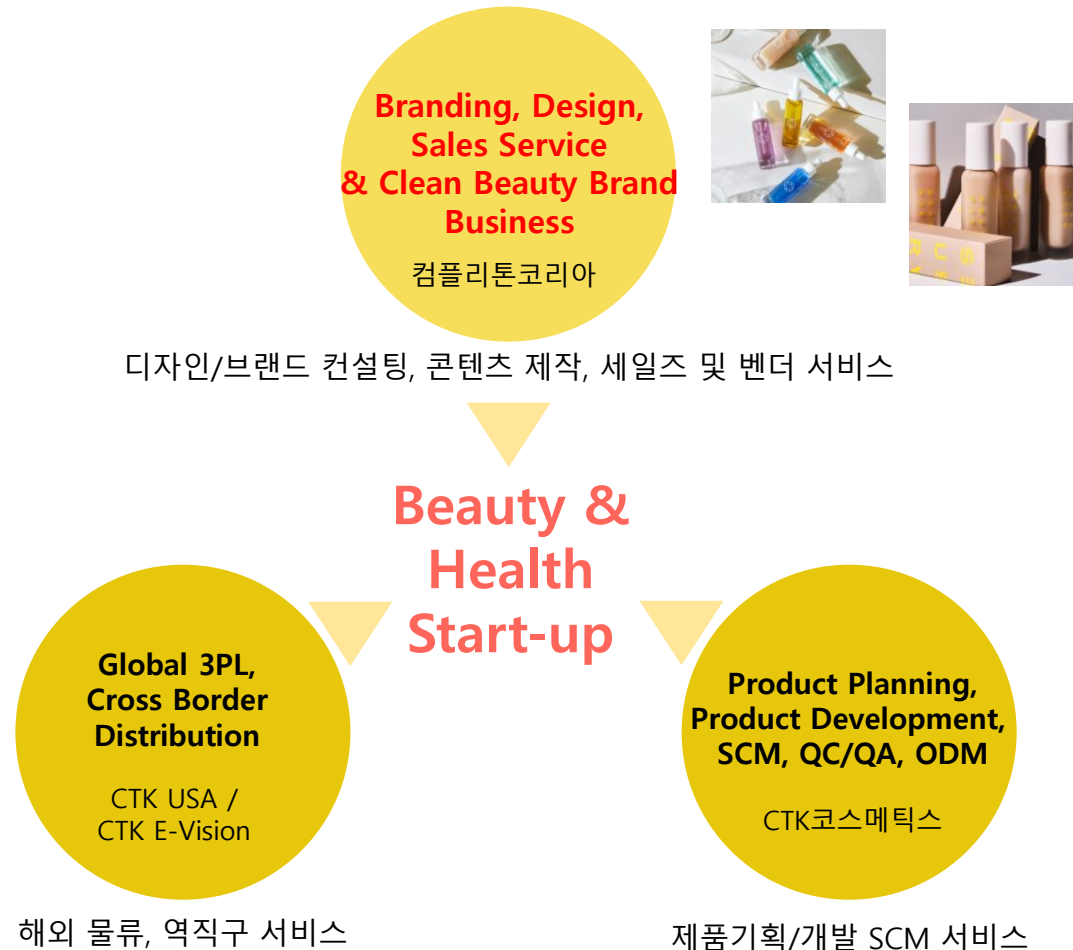 Branding, Design,
Sales Service
& Clean Beauty Brand
Business
컴플리톤코리아
디자인/브랜드 컨설팅, 콘텐츠 제작, 세일즈 및 벤더 서비스
Beauty &
Health
Start-up
Global 3PL,
Cross Border
Distribution
CTK USA /
CTK E-Vision
해외 물류, 역직구 서비스
Product Planning,
Product Development,
SCM, QC/QA, ODM
CTK코스메틱스
제품기획/개발 SCM 서비스